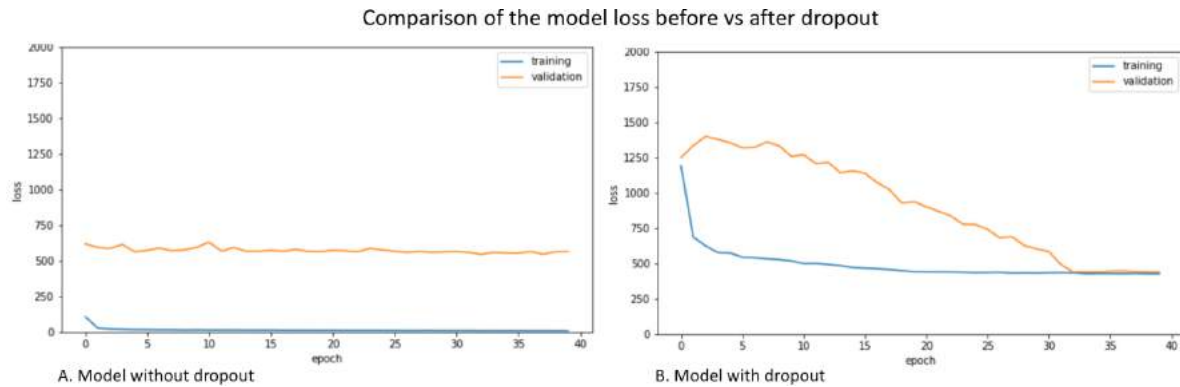 Comparison of the model loss before vs after dropout
2000
1750
1500
1250
1000
750
500
250
0
loss
training
validation
0 5 10 15 20 25 30 35 40
epoch
A. Model without dropout
2000
1750
1500
1250
1000
750
500
250
0
loss
training
validation
0 5 10 15 20 25 30 35 40
epoch
B. Model with dropout